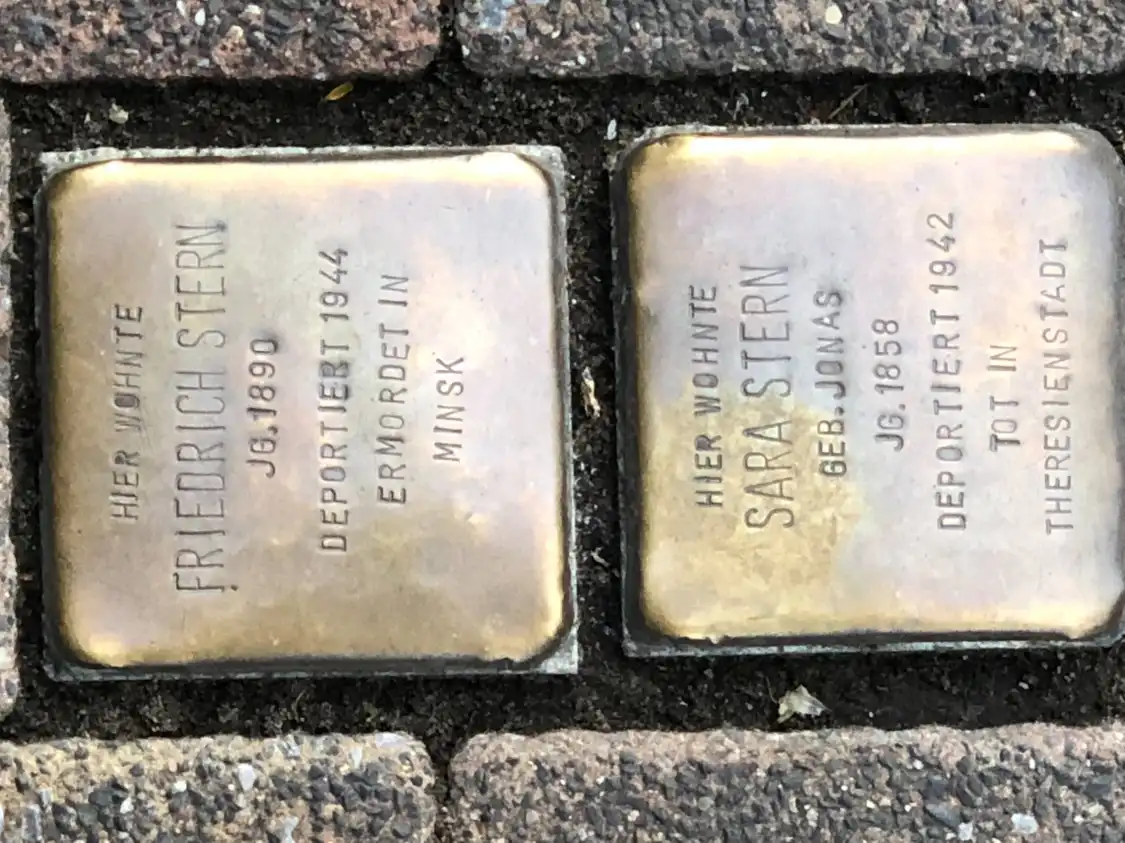 HIER WOHNTE
FRIEDRICH STERN
JG.1890
DEPORTIERT 1944
ERMORDET IN
MINSK
HIER WOHNTE
SARA STERN
GEB.JONAS
JG.1858
DEPORTIERT 1942
TOT IN
THERESIENSTADT